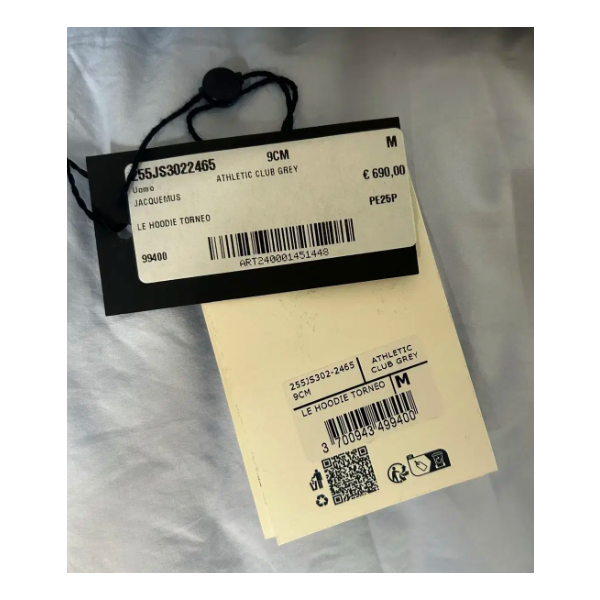 255JS3022465 9CM M
Uomo ATHLETIC CLUB GREY € 690,00
JACQUEMUS
PE25P
LE HOODIE TORNEO
99400
ART240001451448
255JS302-2465 ATHLETIC
9CM CLUB GREY
LE HOODIE TORNEO M
3 700943 499400